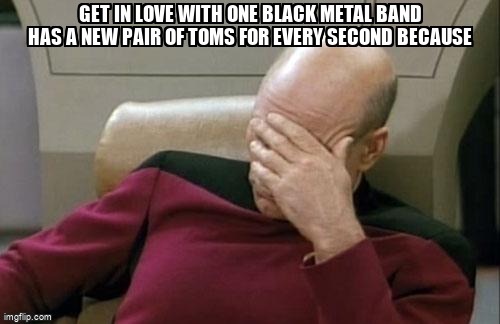 GET IN LOVE WITH ONE BLACK METAL BAND
HAS A NEW PAIR OF TOMS FOR EVERY SECOND BECAUSE
imgflip.com